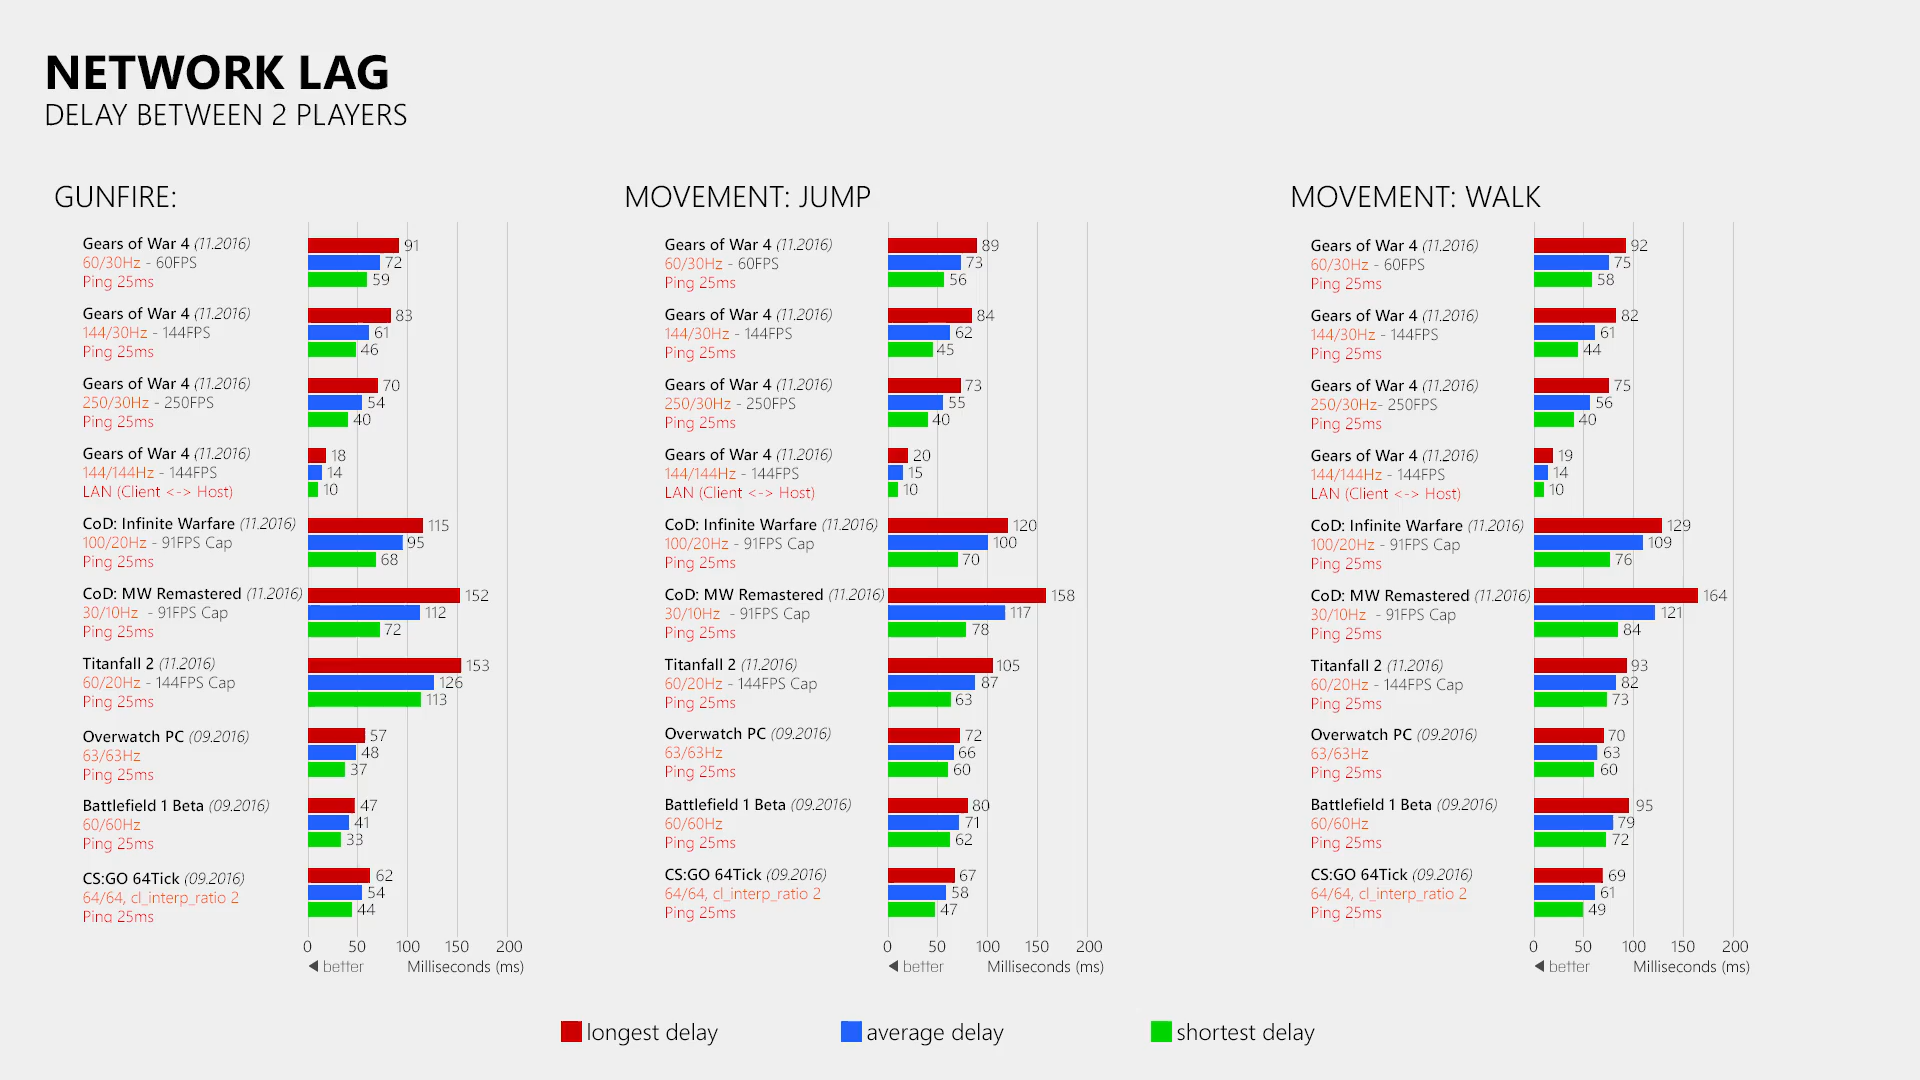 NETWORK LAG
DELAY BETWEEN 2 PLAYERS
GUNFIRE:
Gears of War 4 (11.2016)
60/30Hz - 60FPS
Ping 25ms
91
72
59
Gears of War 4 (11.2016)
144/30Hz - 144FPS
Ping 25ms
83
61
46
Gears of War 4 (11.2016)
250/30Hz - 250FPS
Ping 25ms
70
54
40
Gears of War 4 (11.2016)
144/144Hz - 144FPS
LAN (Client <-> Host)
18
14
10
CoD: Infinite Warfare (11.2016)
100/20Hz - 91FPS Cap
Ping 25ms
115
95
68
CoD: MW Remastered (11.2016)
30/10Hz - 91FPS Cap
Ping 25ms
152
112
72
Titanfall 2 (11.2016)
60/20Hz - 144FPS Cap
Ping 25ms
153
126
113
Overwatch PC (09.2016)
63/63Hz
Ping 25ms
57
48
37
Battlefield 1 Beta (09.2016)
60/60Hz
Ping 25ms
47
41
33
CS:GO 64Tick (09.2016)
64/64, cl_interp_ratio 2
Ping 25ms
62
54
44
0 50 100 150 200
◀ better Milliseconds (ms)
MOVEMENT: JUMP
Gears of War 4 (11.2016)
60/30Hz - 60FPS
Ping 25ms
89
73
56
Gears of War 4 (11.2016)
144/30Hz - 144FPS
Ping 25ms
84
62
45
Gears of War 4 (11.2016)
250/30Hz - 250FPS
Ping 25ms
73
55
40
Gears of War 4 (11.2016)
144/144Hz - 144FPS
LAN (Client <-> Host)
20
15
10
CoD: Infinite Warfare (11.2016)
100/20Hz - 91FPS Cap
Ping 25ms
120
100
70
CoD: MW Remastered (11.2016)
30/10Hz - 91FPS Cap
Ping 25ms
158
117
78
Titanfall 2 (11.2016)
60/20Hz - 144FPS Cap
Ping 25ms
105
87
63
Overwatch PC (09.2016)
63/63Hz
Ping 25ms
72
66
60
Battlefield 1 Beta (09.2016)
60/60Hz
Ping 25ms
80
71
62
CS:GO 64Tick (09.2016)
64/64, cl_interp_ratio 2
Ping 25ms
67
58
47
0 50 100 150 200
◀ better Milliseconds (ms)
MOVEMENT: WALK
Gears of War 4 (11.2016)
60/30Hz - 60FPS
Ping 25ms
92
75
58
Gears of War 4 (11.2016)
144/30Hz - 144FPS
Ping 25ms
82
61
44
Gears of War 4 (11.2016)
250/30Hz- 250FPS
Ping 25ms
75
56
40
Gears of War 4 (11.2016)
144/144Hz - 144FPS
LAN (Client <-> Host)
19
14
10
CoD: Infinite Warfare (11.2016)
100/20Hz - 91FPS Cap
Ping 25ms
129
109
76
CoD: MW Remastered (11.2016)
30/10Hz - 91FPS Cap
Ping 25ms
164
121
84
Titanfall 2 (11.2016)
60/20Hz - 144FPS Cap
Ping 25ms
93
82
73
Overwatch PC (09.2016)
63/63Hz
Ping 25ms
70
63
60
Battlefield 1 Beta (09.2016)
60/60Hz
Ping 25ms
95
79
72
CS:GO 64Tick (09.2016)
64/64, cl_interp_ratio 2
Ping 25ms
69
61
49
0 50 100 150 200
◀ better Milliseconds (ms)
longest delay average delay shortest delay